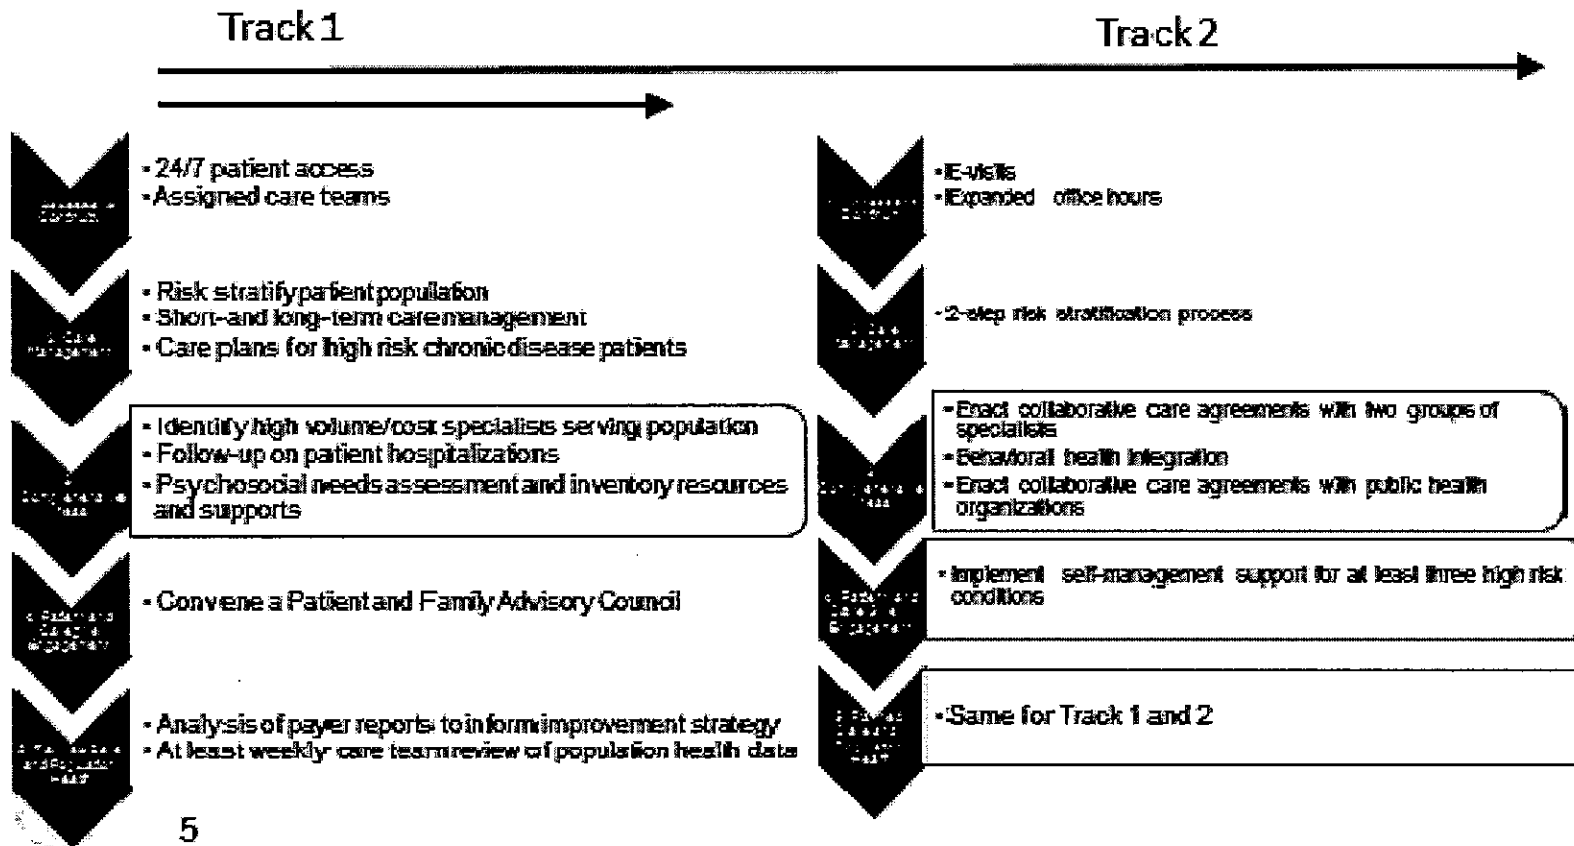 Track 1
Track 2
- 24/7 patient access
- Assigned care teams
- E-visits
- Expanded office hours
- Risk stratify patient population
- Short- and long-term care management
- Care plans for high risk chronic disease patients
- 2-step risk stratification process
Management
- Identify high volume/cost specialists serving population
- Follow-up on patient hospitalizations
- Psychosocial needs assessment and inventory resources
and supports
- Enact collaborative care agreements with two groups of
specialists
- Behavioral health integration
- Enact collaborative care agreements with public health
organizations
- Convene a Patient and Family Advisory Council
- Implement self-management support for at least three high risk
conditions
Engagement
- Analysis of payer reports to inform improvement strategy
- At least weekly care team review of population health data
- Same for Track 1 and 2
and Population
Health
5